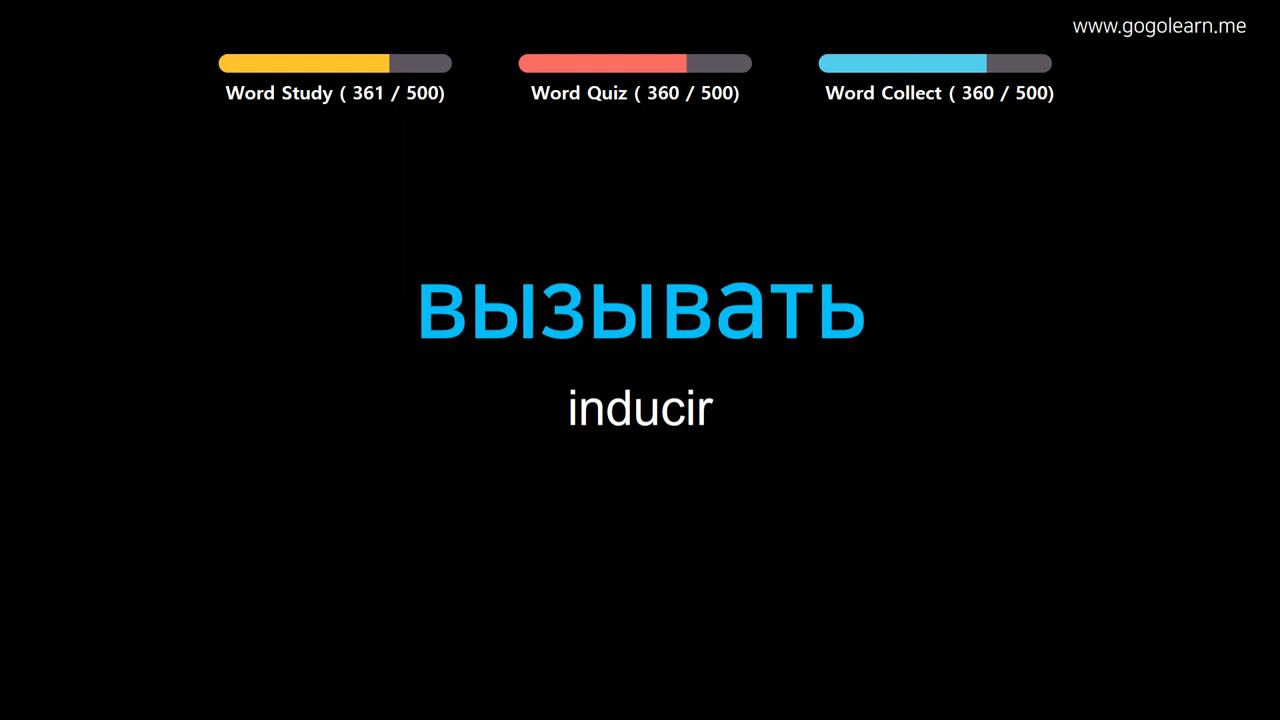 www.gogolearn.me
Word Study ( 361 / 500)
Word Quiz ( 360 / 500)
Word Collect ( 360 / 500)
вызывать
inducir